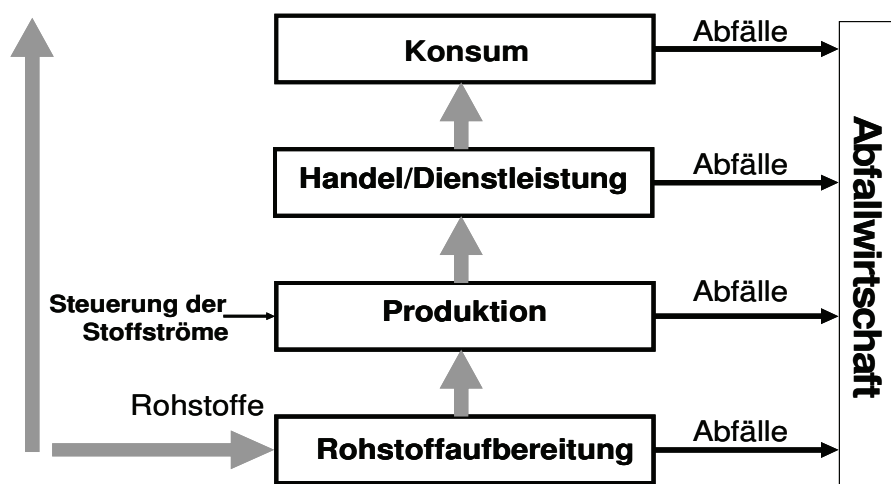 Konsum
Abfälle
Handel/Dienstleistung
Abfälle
Steuerung der
Stoffströme
Produktion
Abfälle
Rohstoffe
Rohstoffaufbereitung
Abfälle
Abfallwirtschaft